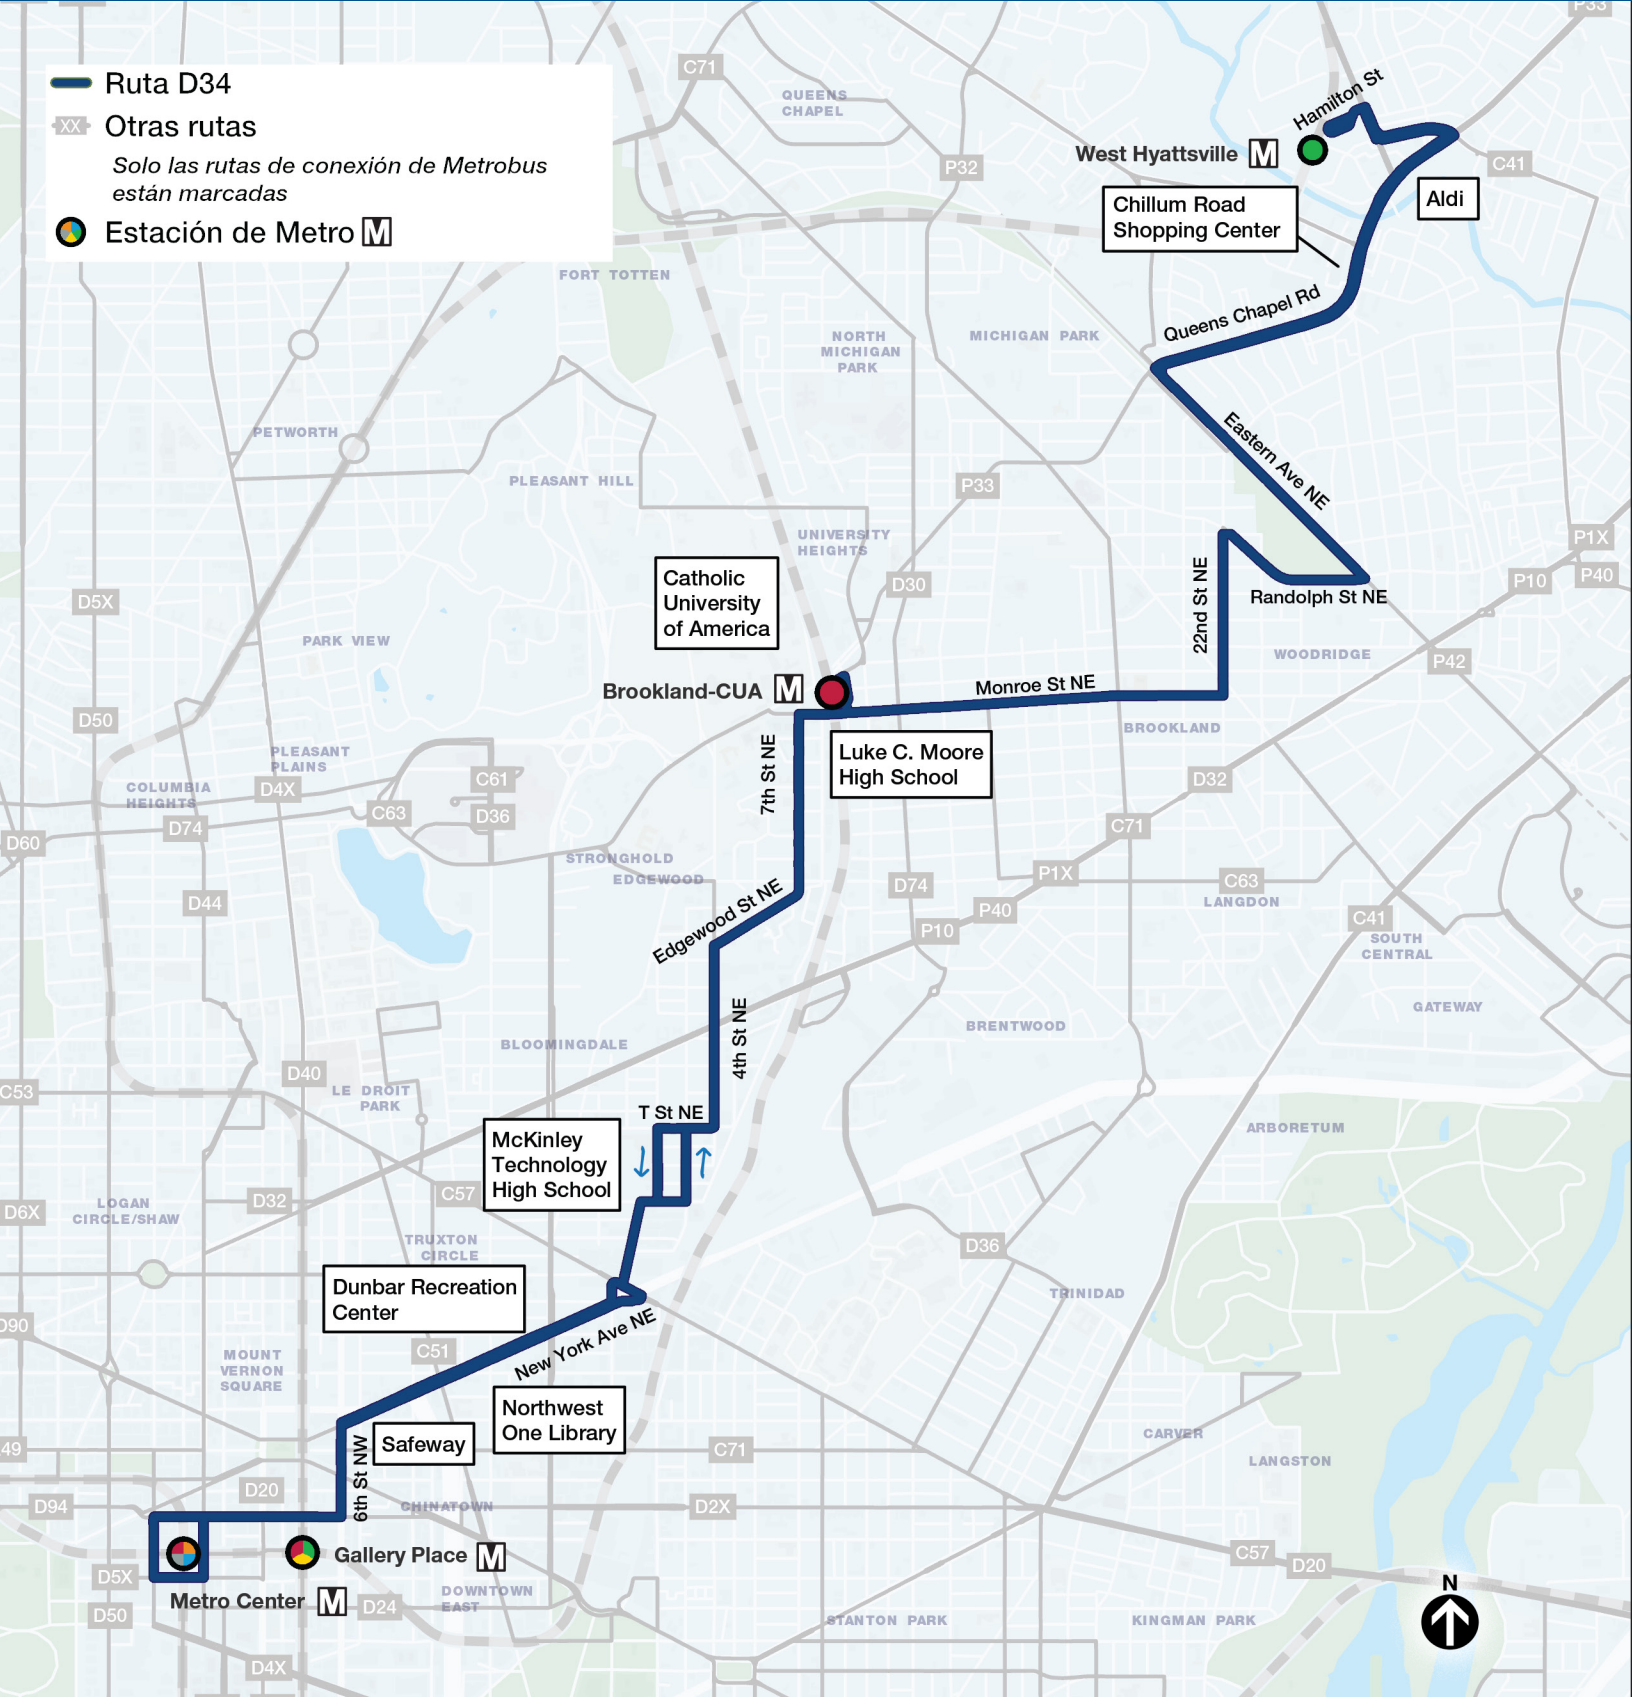 P33
Ruta D34
XX
Otras rutas
Solo las rutas de conexión de Metrobus
están marcadas
Estación de Metro M
C71
QUEENS
CHAPEL
P32
Hamilton St
West Hyattsville M
C41
Aldi
Chillum Road
Shopping Center
FORT TOTTEN
Queens Chapel Rd
NORTH
MICHIGAN
PARK
MICHIGAN PARK
PETWORTH
PLEASANT HILL
P33
Eastern Ave NE
UNIVERSITY
HEIGHTS
P1X
P40
P10
D30
Catholic
University
of America
D5X
22nd St NE
Randolph St NE
PARK VIEW
WOODRIDGE
P42
Brookland-CUA M
Monroe St NE
D50
BROOKLAND
PLEASANT
PLAINS
7th St NE
Luke C. Moore
High School
COLUMBIA
HEIGHTS
D4X
C61
D32
C63
D36
D74
C71
D60
STRONGHOLD
EDGEWOOD
P1X
C63
D74
LANGDON
D44
Edgewood St NE
P40
P10
C41
SOUTH
CENTRAL
4th St NE
GATEWAY
BRENTWOOD
BLOOMINGDALE
D40
C53
LE DROIT
PARK
T St NE
ARBORETUM
McKinley
Technology
High School
C57
D32
LOGAN
CIRCLE/SHAW
D6X
TRUXTON
CIRCLE
D36
Dunbar Recreation
Center
TRINIDAD
D90
New York Ave NE
C51
MOUNT
VERNON
SQUARE
Northwest
One Library
Safeway
CARVER
49
C71
LANGSTON
6th St NW
D20
D94
CHINATOWN
D2X
Gallery Place M
C57
D20
D5X
Metro Center M
D24
DOWNTOWN
EAST
D50
STANTON PARK
KINGMAN PARK
N
D4X